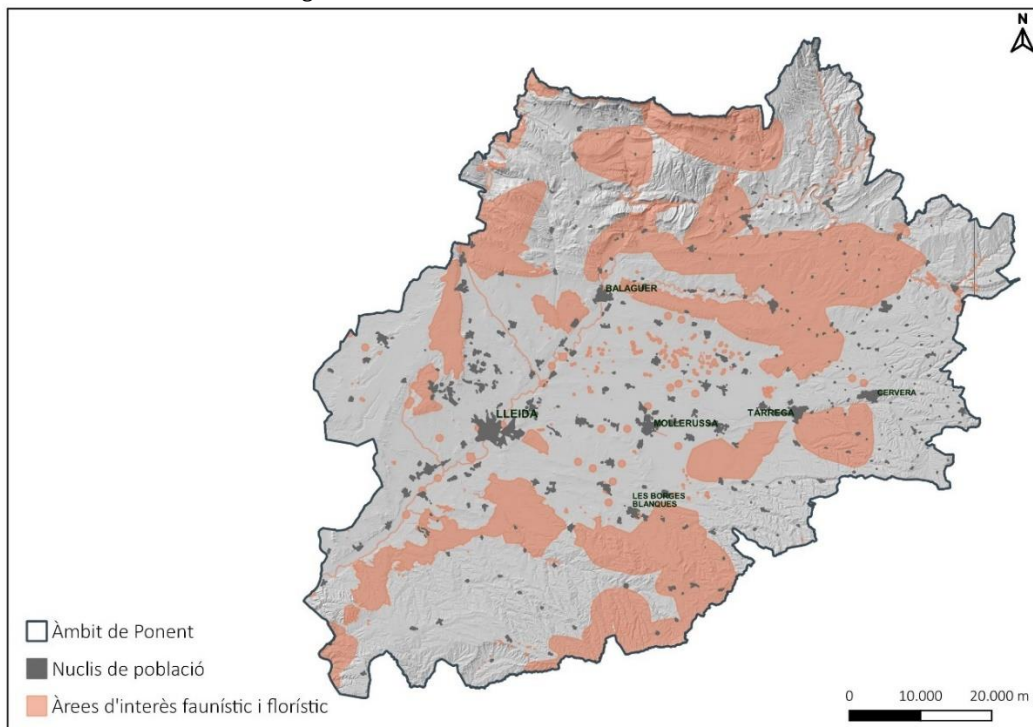 N
BALAGUER
CERVERA
LLEIDA
TÀRREGA
MOLLERUSSA
LES BORGES
BLANQUES
Àmbit de Ponent
Nuclis de població
Àrees d'interès faunístic i florístic
0 10.000 20.000 m